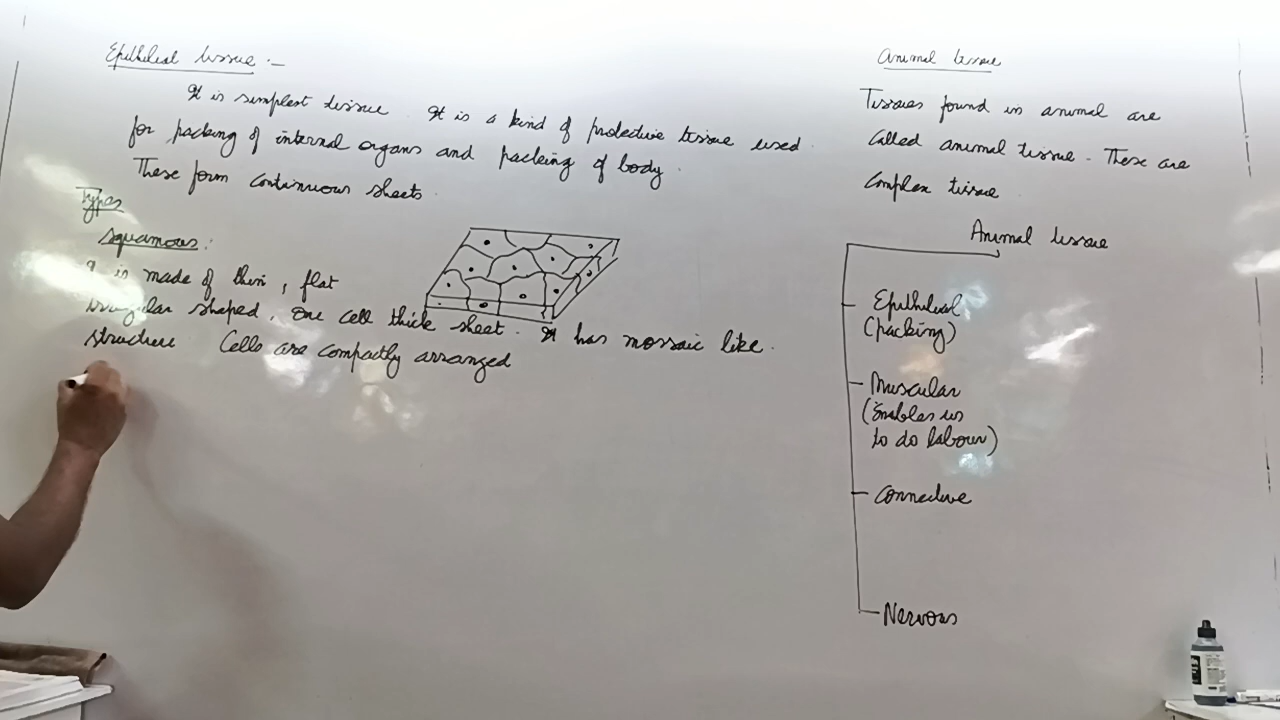 Epithelial tissue :-
It is simplest tissue It is a kind of protective tissue used
for packing of internal organs and packing of body.
These form continuous sheets.
Types
Squamous:
It is made of thin, flat
irregular shaped, one cell thick sheet. It has mossaic like
structure Cells are compactly arranged
Animal tissue
Tissues found in animal are
called animal tissue. These are
Complex tissue
Animal tissue
Epithelial
(packing)
Muscular
(Enables us
to do labour)
Connective
Nervous